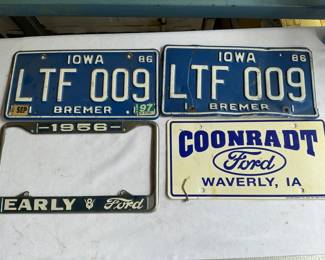 IOWA 86
LTF 009
SEP 97
BREMER
IOWA 86
LTF 009
BREMER
1956
EARLY V8 Ford
COONRADT
Ford
WAVERLY, IA